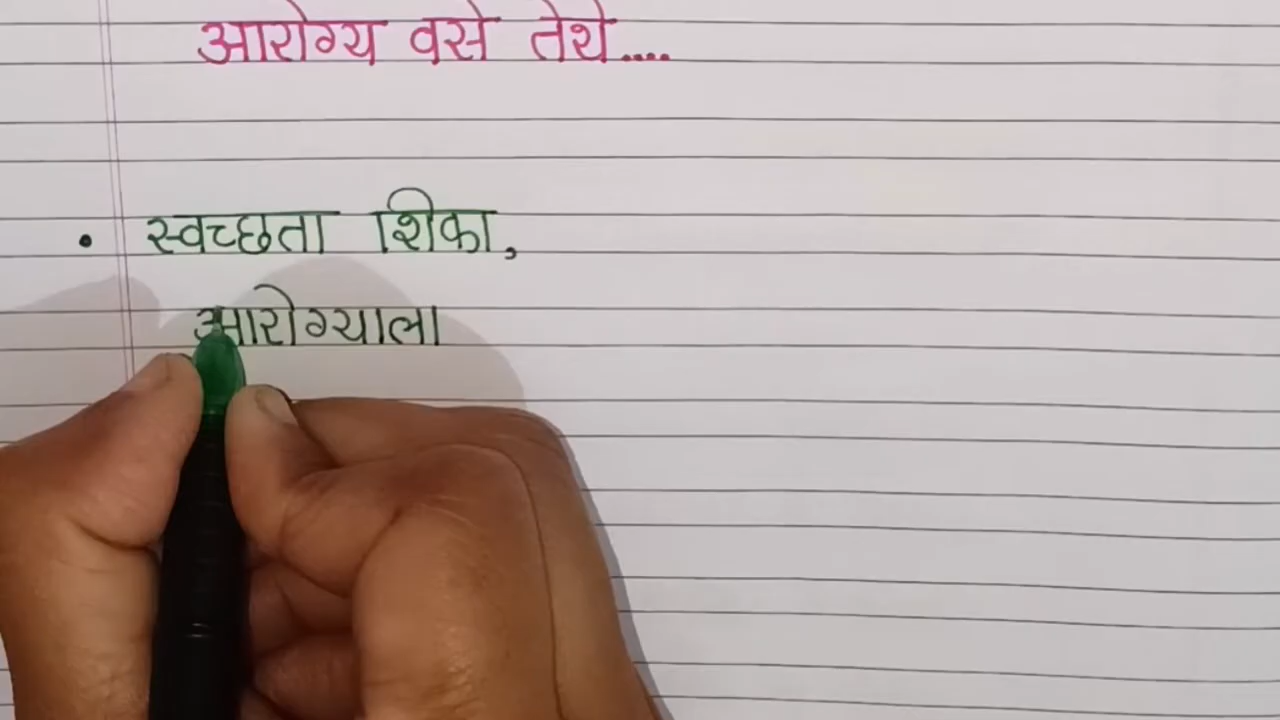 आरोग्य वसे तेथे....
• स्वच्छता शिका,
आरोग्याला